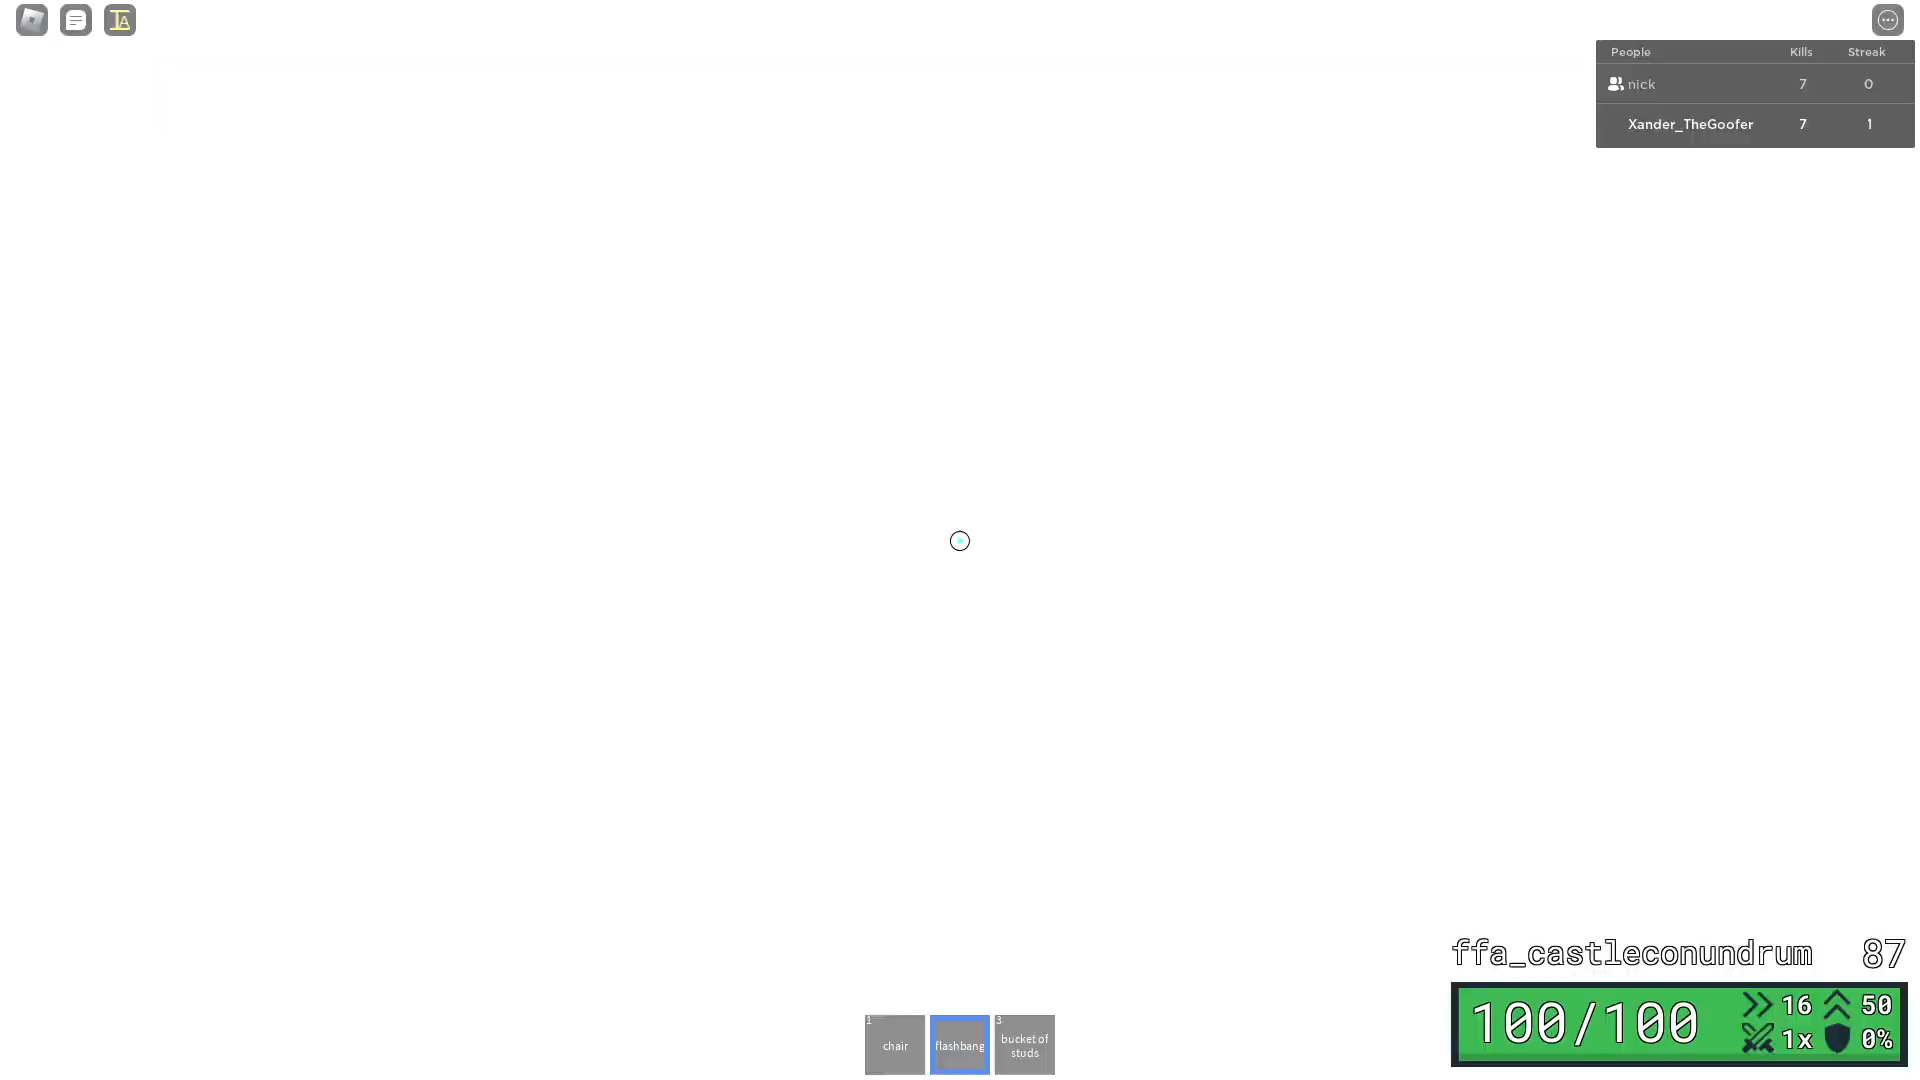 People Kills Streak
nick 7 0
Xander_TheGoofer 7 1
ffa_castleconundrum 87
100/100 16 50
1x 0%
1 3
chair flashbang bucket of
studs